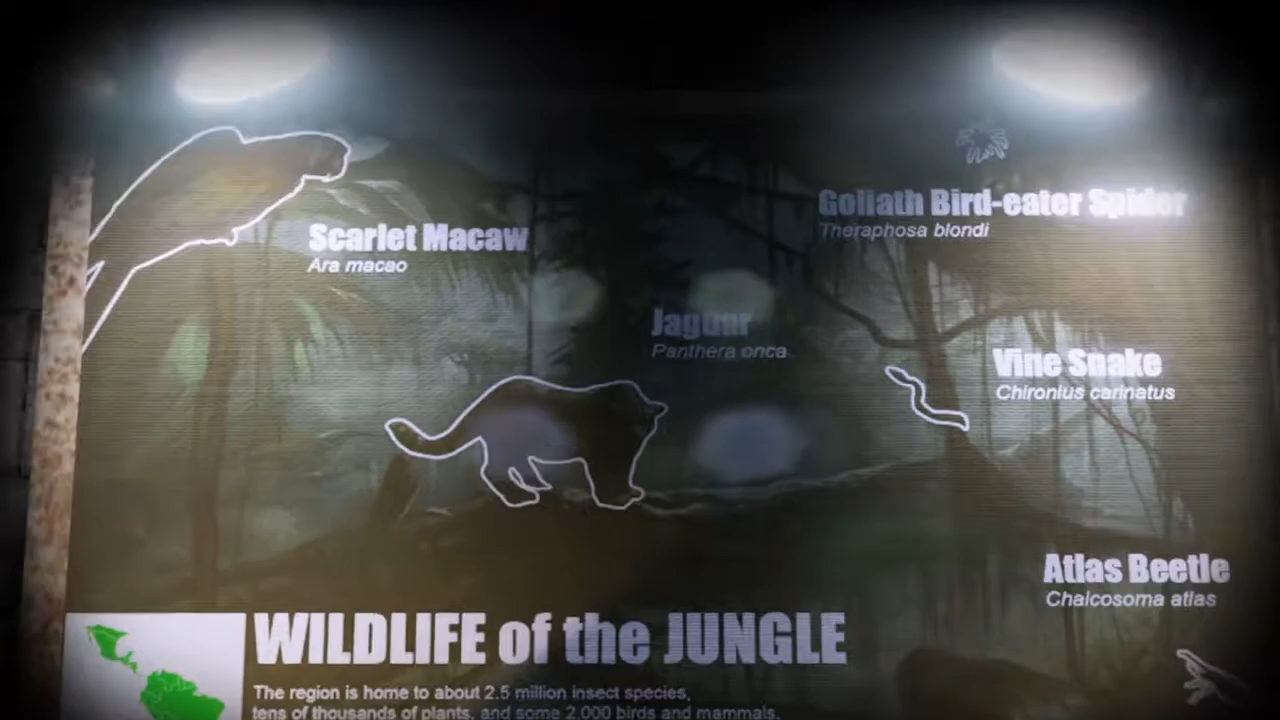 Scarlet Macaw
Ara macao
Goliath Bird-eater Spider
Theraphosa blondi
Jaguar
Panthera onca
Vine Snake
Chironius carinatus
Atlas Beetle
Chalcosoma atlas
WILDLIFE of the JUNGLE
The region is home to about 2.5 million insect species,
tens of thousands of plants, and some 2,000 birds and mammals.